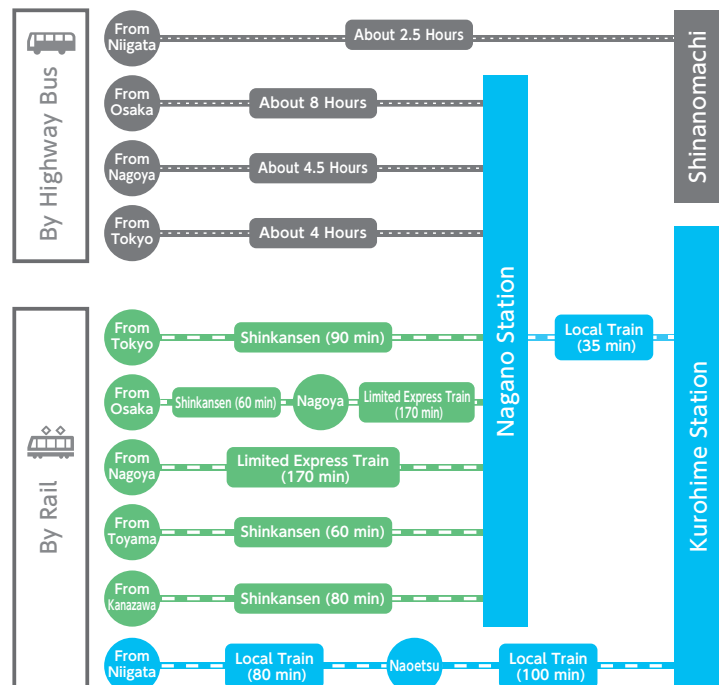 By Highway Bus
From
Niigata
About 2.5 Hours
Shinanomachi
From
Osaka
About 8 Hours
From
Nagoya
About 4.5 Hours
From
Tokyo
About 4 Hours
Nagano Station
By Rail
From
Tokyo
Shinkansen (90 min)
Local Train
(35 min)
Kurohime Station
From
Osaka
Shinkansen (60 min)
Nagoya
Limited Express Train
(170 min)
From
Nagoya
Limited Express Train
(170 min)
From
Toyama
Shinkansen (60 min)
From
Kanazawa
Shinkansen (80 min)
From
Niigata
Local Train
(80 min)
Naoetsu
Local Train
(100 min)